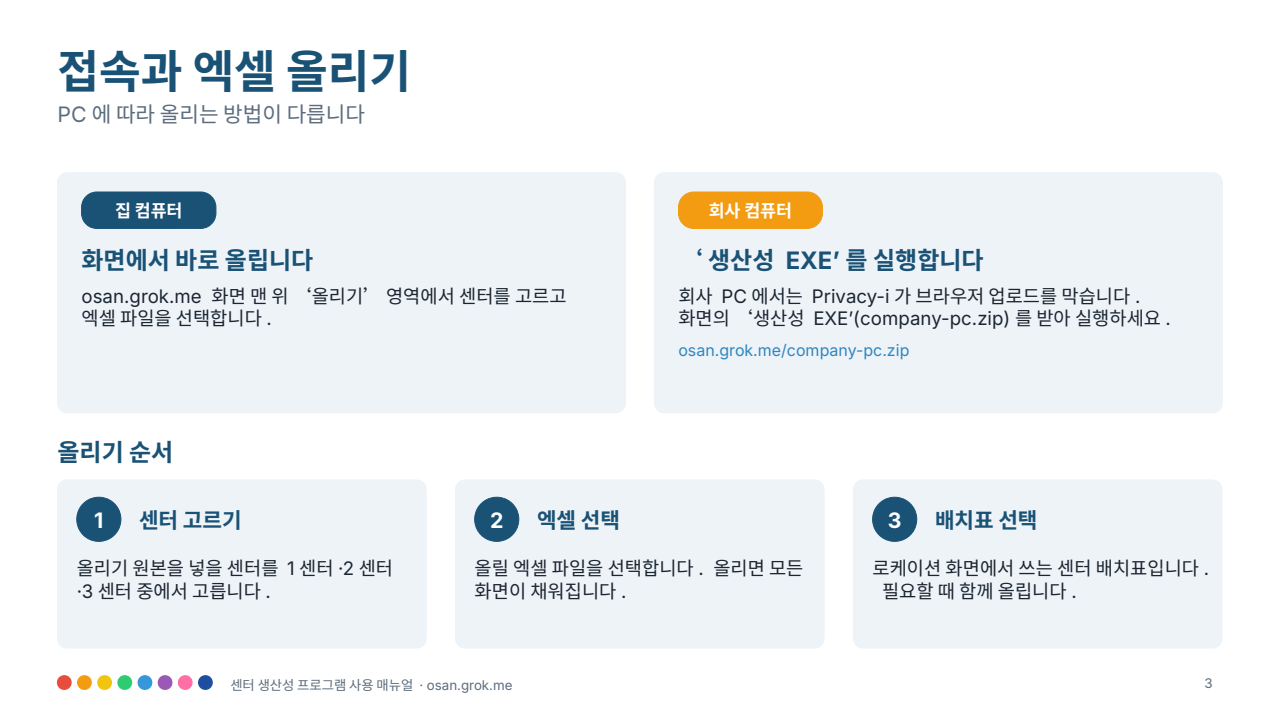 접속과 엑셀 올리기
PC 에 따라 올리는 방법이 다릅니다
집 컴퓨터
화면에서 바로 올립니다
osan.grok.me 화면 맨 위 ‘올리기’ 영역에서 센터를 고르고
엑셀 파일을 선택합니다 .
회사 컴퓨터
‘ 생산성 EXE’ 를 실행합니다
회사 PC 에서는 Privacy-i 가 브라우저 업로드를 막습니다 .
화면의 ‘생산성 EXE’(company-pc.zip) 를 받아 실행하세요 .
osan.grok.me/company-pc.zip
올리기 순서
1 센터 고르기
올리기 원본을 넣을 센터를 1 센터 ·2 센터
·3 센터 중에서 고릅니다 .
2 엑셀 선택
올릴 엑셀 파일을 선택합니다 . 올리면 모든
화면이 채워집니다 .
3 배치표 선택
로케이션 화면에서 쓰는 센터 배치표입니다 .
필요할 때 함께 올립니다 .
센터 생산성 프로그램 사용 매뉴얼 · osan.grok.me
3